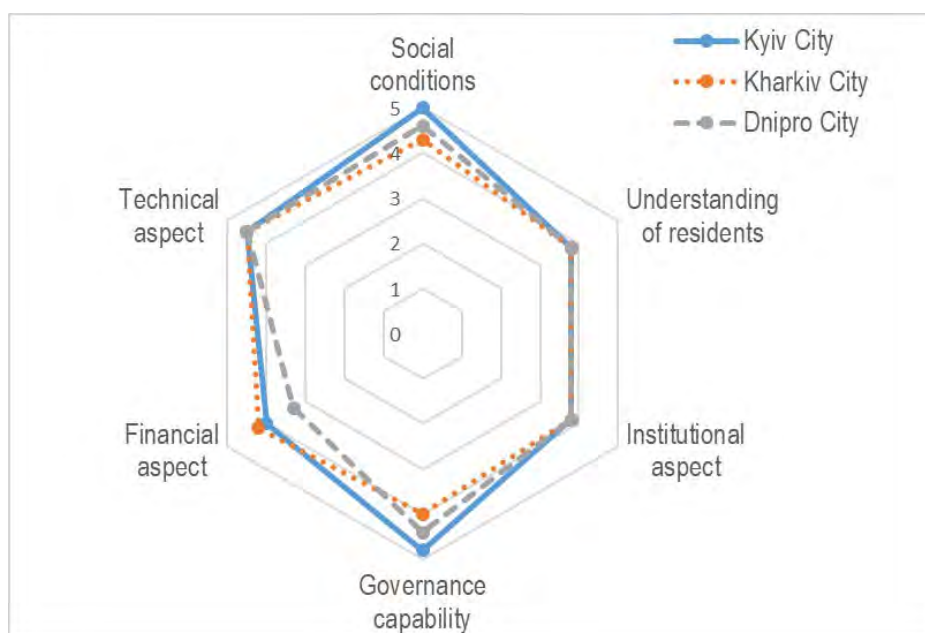 Social
conditions
Kyiv City
Kharkiv City
Dnipro City
5
4
3
2
1
0
Technical
aspect
Understanding
of residents
Financial
aspect
Institutional
aspect
Governance
capability